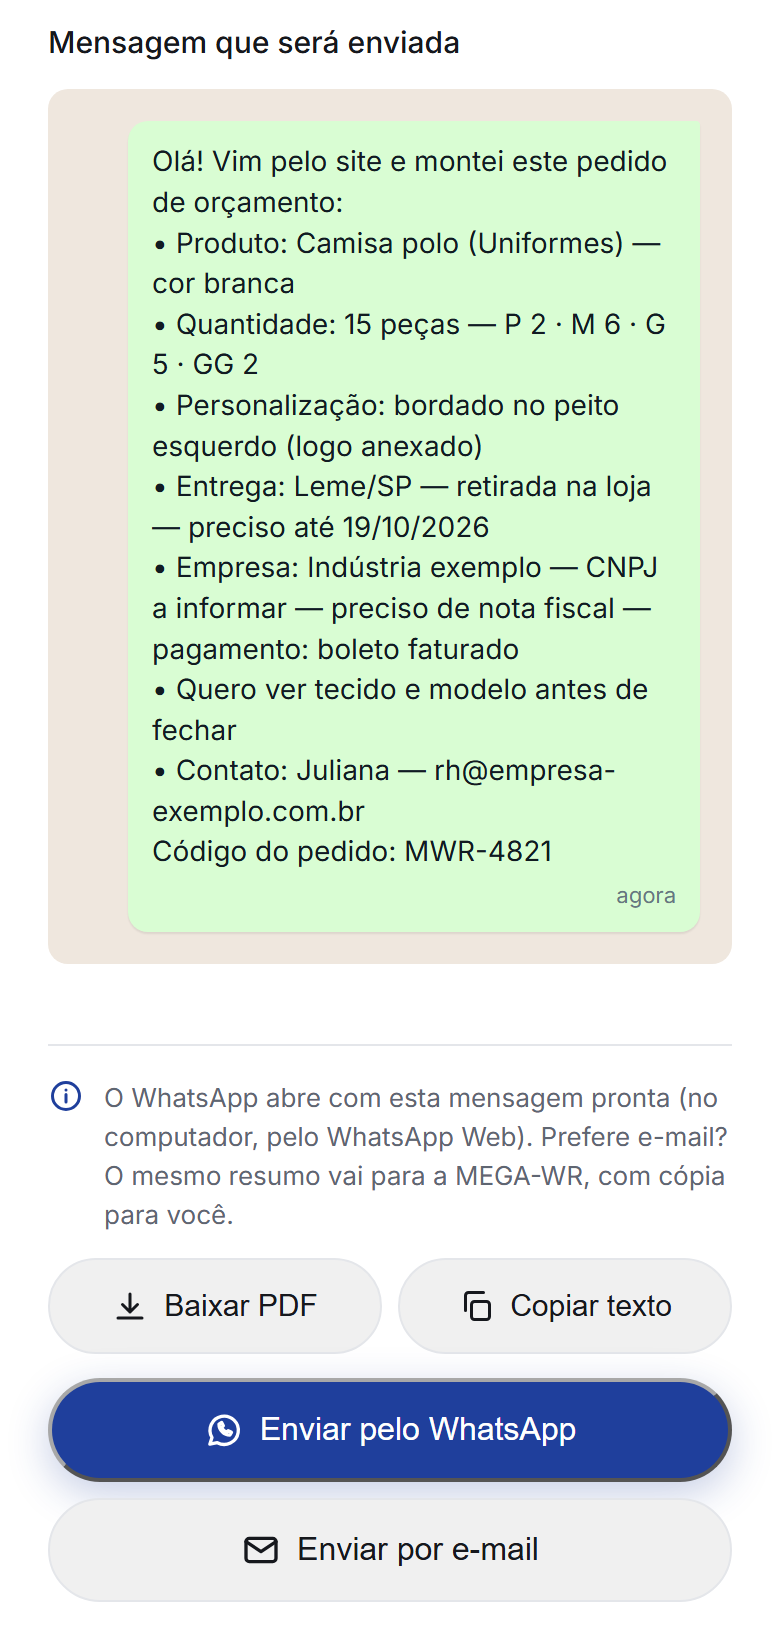 Mensagem que será enviada
Olá! Vim pelo site e montei este pedido
de orçamento:
• Produto: Camisa polo (Uniformes) —
cor branca
• Quantidade: 15 peças — P 2 · M 6 · G
5 · GG 2
• Personalização: bordado no peito
esquerdo (logo anexado)
• Entrega: Leme/SP — retirada na loja
— preciso até 19/10/2026
• Empresa: Indústria exemplo — CNPJ
a informar — preciso de nota fiscal —
pagamento: boleto faturado
• Quero ver tecido e modelo antes de
fechar
• Contato: Juliana — rh@empresa-
exemplo.com.br
Código do pedido: MWR-4821
agora
O WhatsApp abre com esta mensagem pronta (no
computador, pelo WhatsApp Web). Prefere e-mail?
O mesmo resumo vai para a MEGA-WR, com cópia
para você.
Baixar PDF
Copiar texto
Enviar pelo WhatsApp
Enviar por e-mail